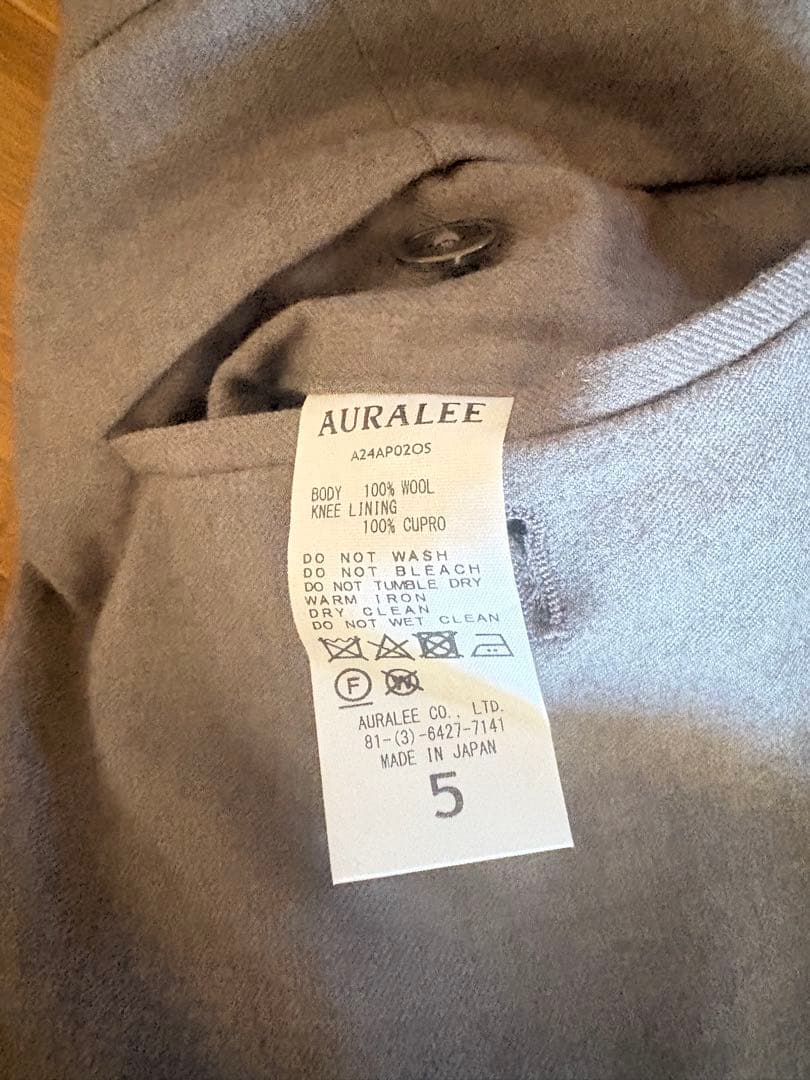 AURALEE
A24AP02OS
BODY 100% WOOL
KNEE LINING
100% CUPRO
DO NOT WASH
DO NOT BLEACH
DO NOT TUMBLE DRY
WARM IRON
DRY CLEAN
DO NOT WET CLEAN
F W
AURALEE CO., LTD.
81-(3)-6427-7141
MADE IN JAPAN
5